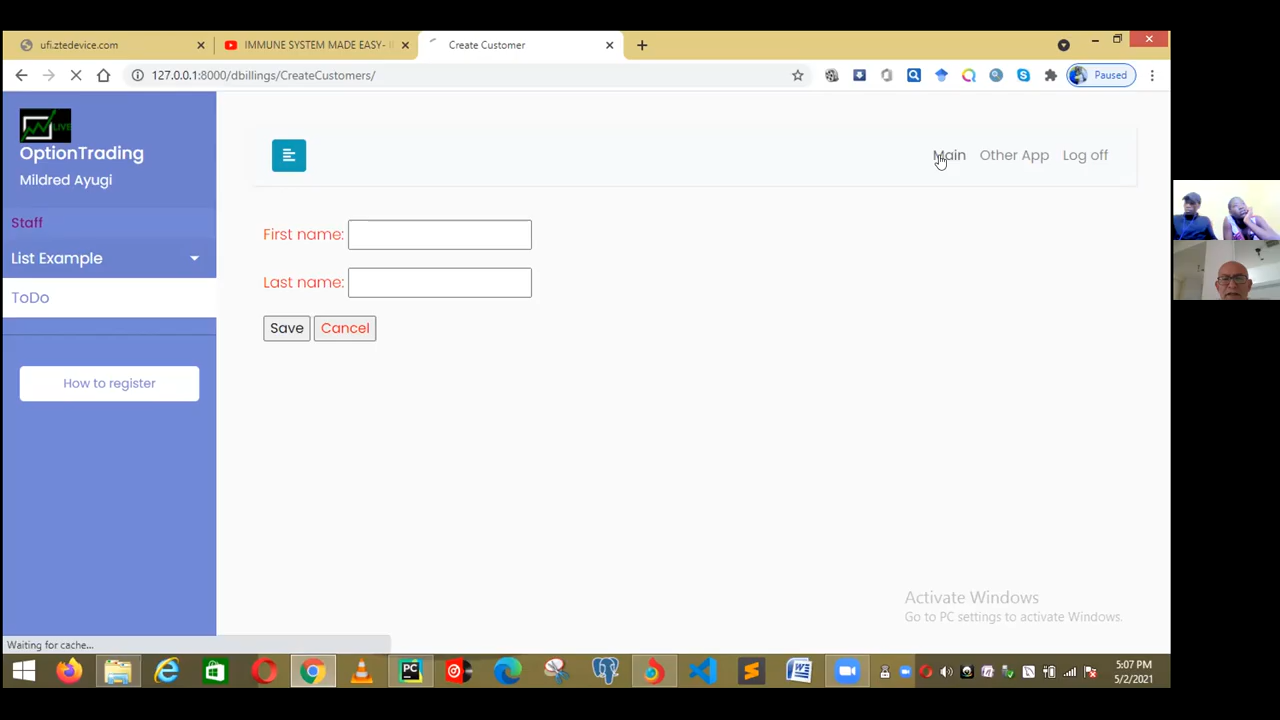 ufi.ztedevice.com
IMMUNE SYSTEM MADE EASY-
Create Customer
127.0.0.1:8000/dbillings/CreateCustomers/
Paused
LIVE
OptionTrading
Mildred Ayugi
Staff
List Example
ToDo
How to register
Main Other App Log off
First name:
Last name:
Save Cancel
Activate Windows
Go to PC settings to activate Windows.
Waiting for cache...
5:07 PM
5/2/2021